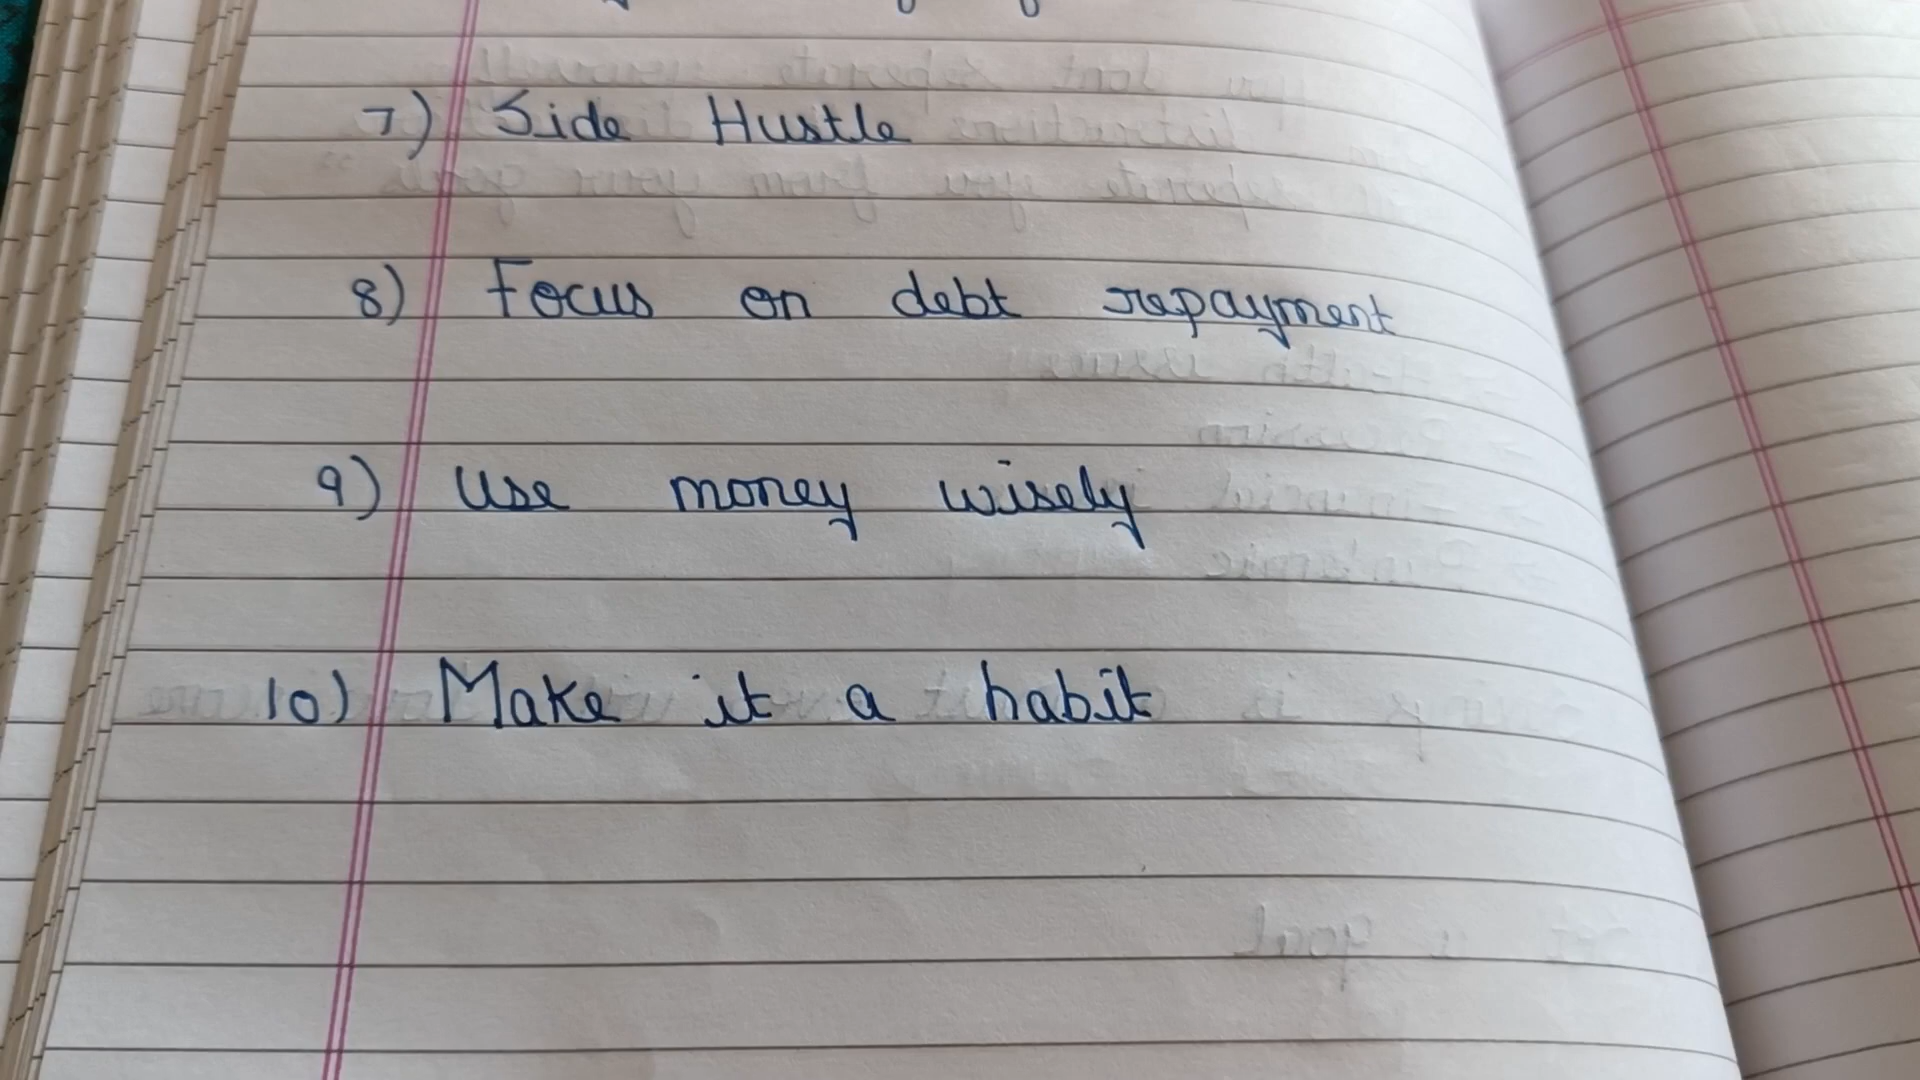 7) Side Hustle
8) Focus on debt repayment
9) Use money wisely
10) Make it a habit